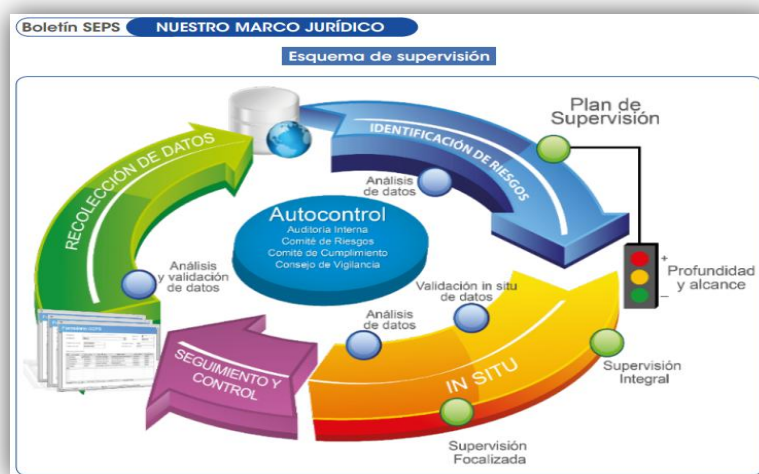 Boletín SEPS NUESTRO MARCO JURÍDICO
Esquema de supervisión
Plan de
Supervisión
IDENTIFICACIÓN DE RIESGOS
RECOLECCIÓN DE DATOS
Análisis
de datos
Autocontrol
Auditoria Interna
Comité de Riesgos
Comité de Cumplimiento
Consejo de Vigilancia
Análisis
y validación
de datos
+
Profundidad
y alcance
–
Validación in situ
de datos
Análisis
de datos
SEGUIMIENTO Y
CONTROL
IN SITU
Supervisión
Integral
Supervisión
Focalizada